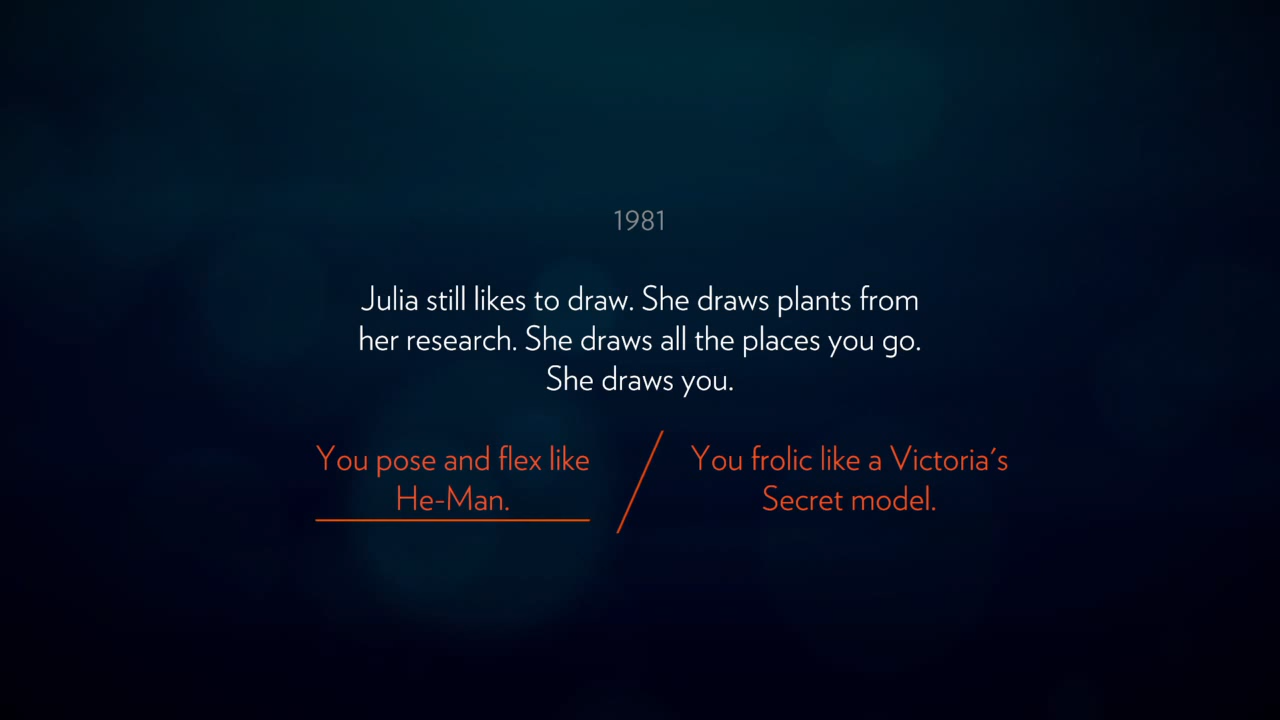 1981
Julia still likes to draw. She draws plants from
her research. She draws all the places you go.
She draws you.
You pose and flex like
He-Man.
You frolic like a Victoria's
Secret model.